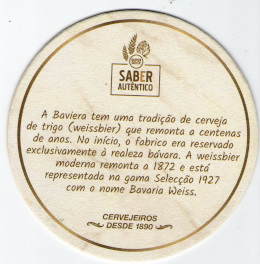 SABER
AUTÊNTICO
A Baviera tem uma tradição de cerveja
de trigo (weissbier) que remonta a centenas
de anos. No início, o fabrico era reservado
exclusivamente à realeza bávara. A weissbier
moderna remonta a 1872 e está
representada na gama Selecção 1927
com o nome Bavaria Weiss.
CERVEJEIROS
DESDE 1890